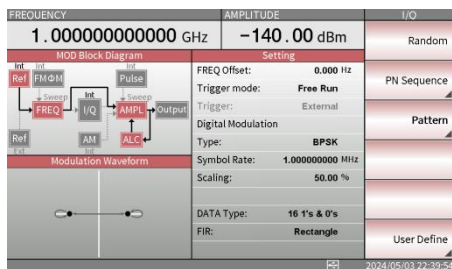 FREQUENCY
AMPLITUDE
I/Q
1.000000000000 GHz
-140.00 dBm
MOD Block Diagram
Int Int Int
Ref FMΦM Pulse
Sweep Int Sweep
FREQ I/Q AMPL Output
Ref AM ALC
Ext Int
Modulation Waveform
Setting
FREQ Offset: 0.000 Hz
Trigger mode: Free Run
Trigger: External
Digital Modulation
Type: BPSK
Symbol Rate: 1.000000000 MHz
Scaling: 50.00 %
DATA Type: 16 1's & 0's
FIR: Rectangle
Random
PN Sequence
Pattern
User Define
2024/05/03 22:39:54